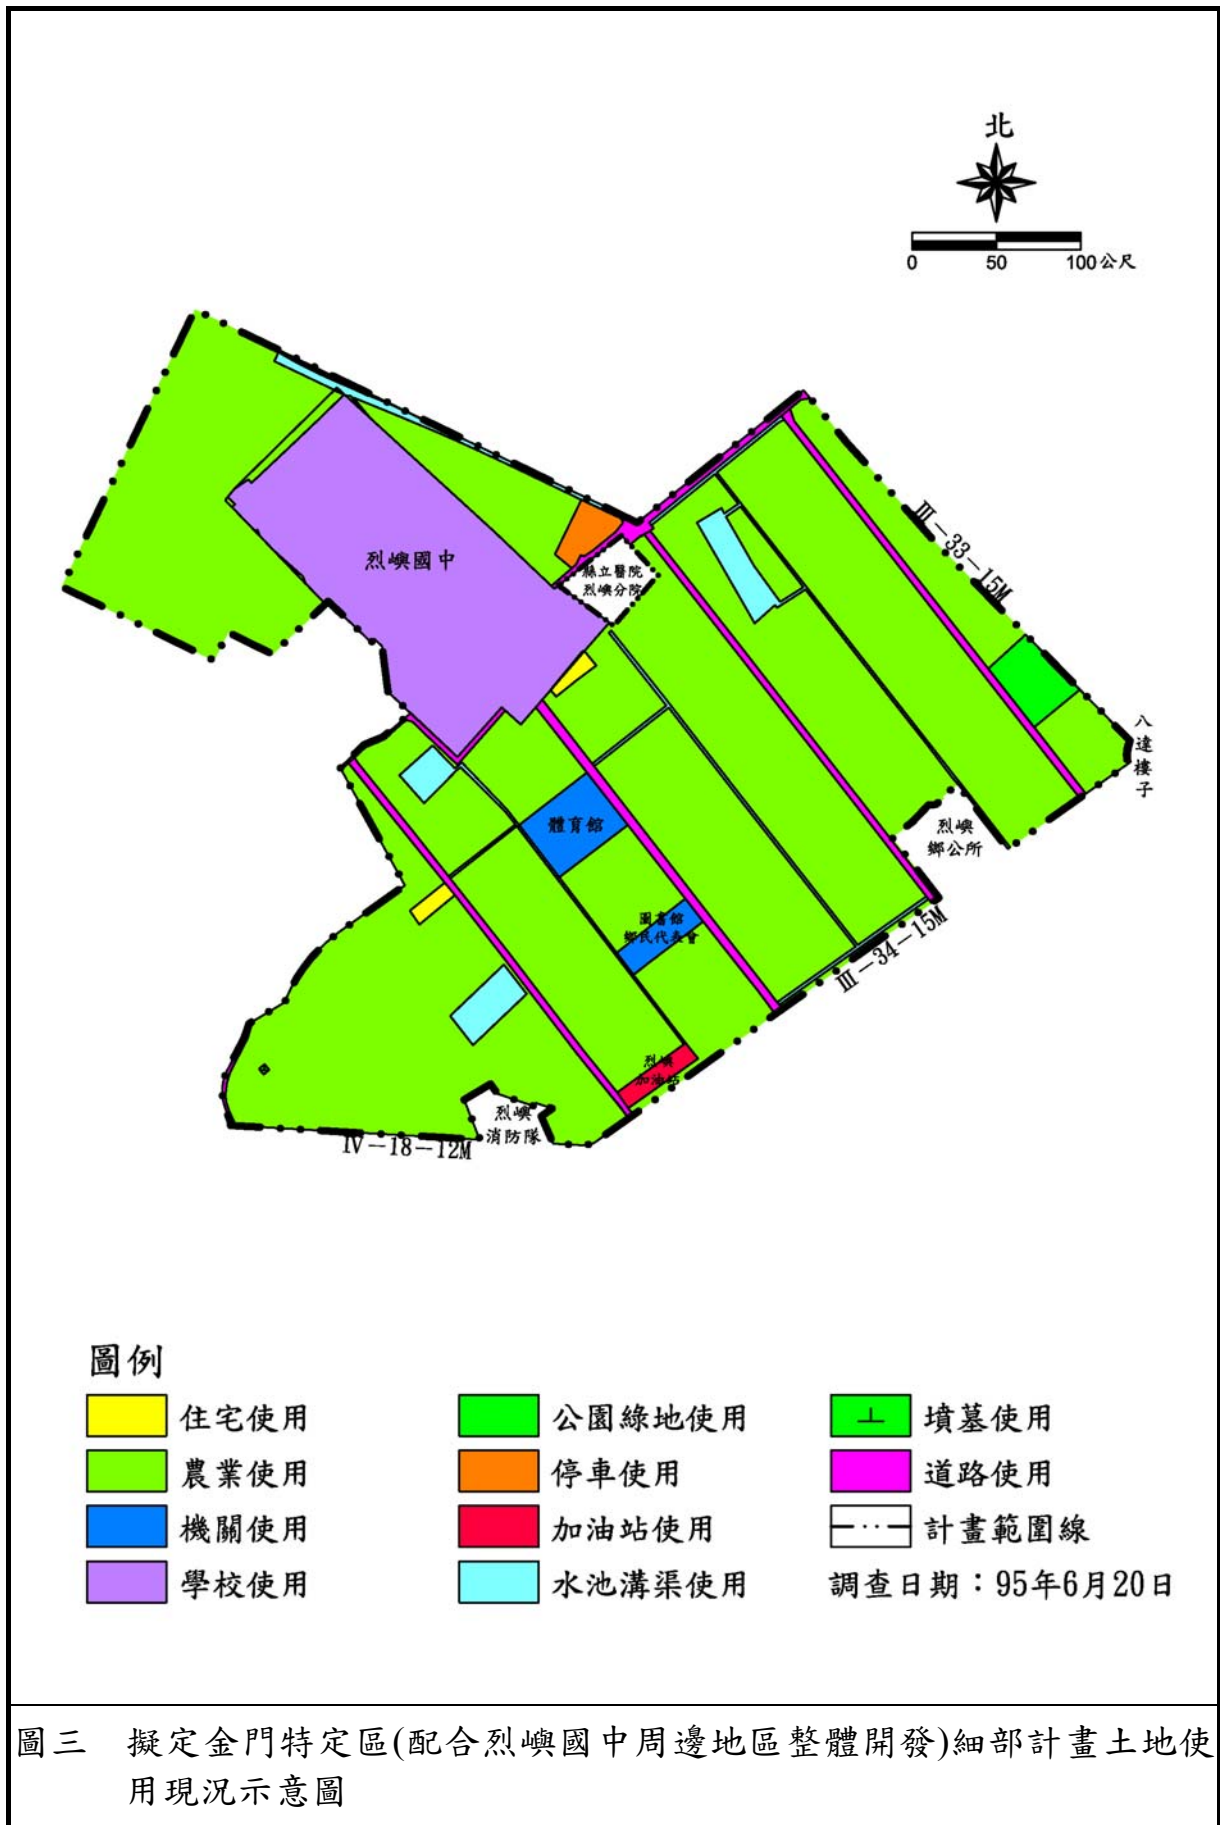 北
0 50 100公尺
烈嶼國中
縣立醫院
烈嶼分院
Ⅲ-33-15M
八達樓子
烈嶼
鄉公所
體育館
圖書館
鄉民代表會
Ⅲ-34-15M
烈嶼
加油站
烈嶼
消防隊
Ⅳ-18-12M
圖例
住宅使用
公園綠地使用
墳墓使用
農業使用
停車使用
道路使用
機關使用
加油站使用
計畫範圍線
學校使用
水池溝渠使用
調查日期：95年6月20日
圖三 擬定金門特定區(配合烈嶼國中周邊地區整體開發)細部計畫土地使
用現況示意圖